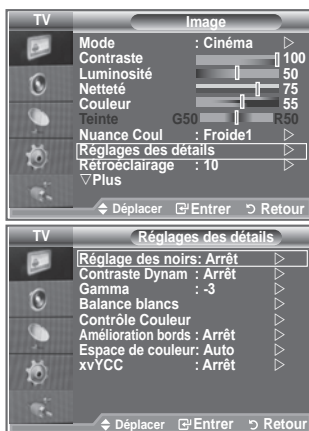 TV Image
Mode : Cinéma
Contraste 100
Luminosité 50
Netteté 75
Couleur 55
Teinte G50 R50
Nuance Coul : Froide1
Réglages des détails
Rétroéclairage : 10
▽Plus
Déplacer Entrer Retour
TV Réglages des détails
Réglage des noirs: Arrêt
Contraste Dynam : Arrêt
Gamma : -3
Balance blancs
Contrôle Couleur
Amélioration bords : Arrêt
Espace de couleur: Auto
xvYCC : Arrêt
Déplacer Entrer Retour